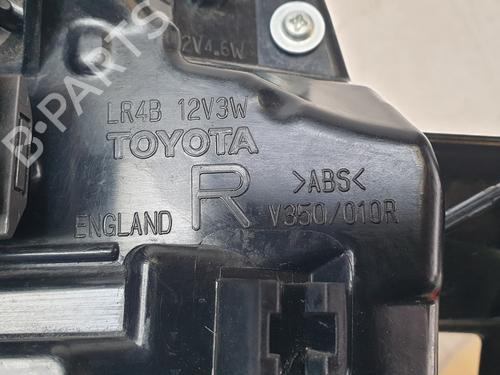 B-PARTS
12V4.6W
LR4B 12V3W
TOYOTA
R >ABS<
ENGLAND V350/010R